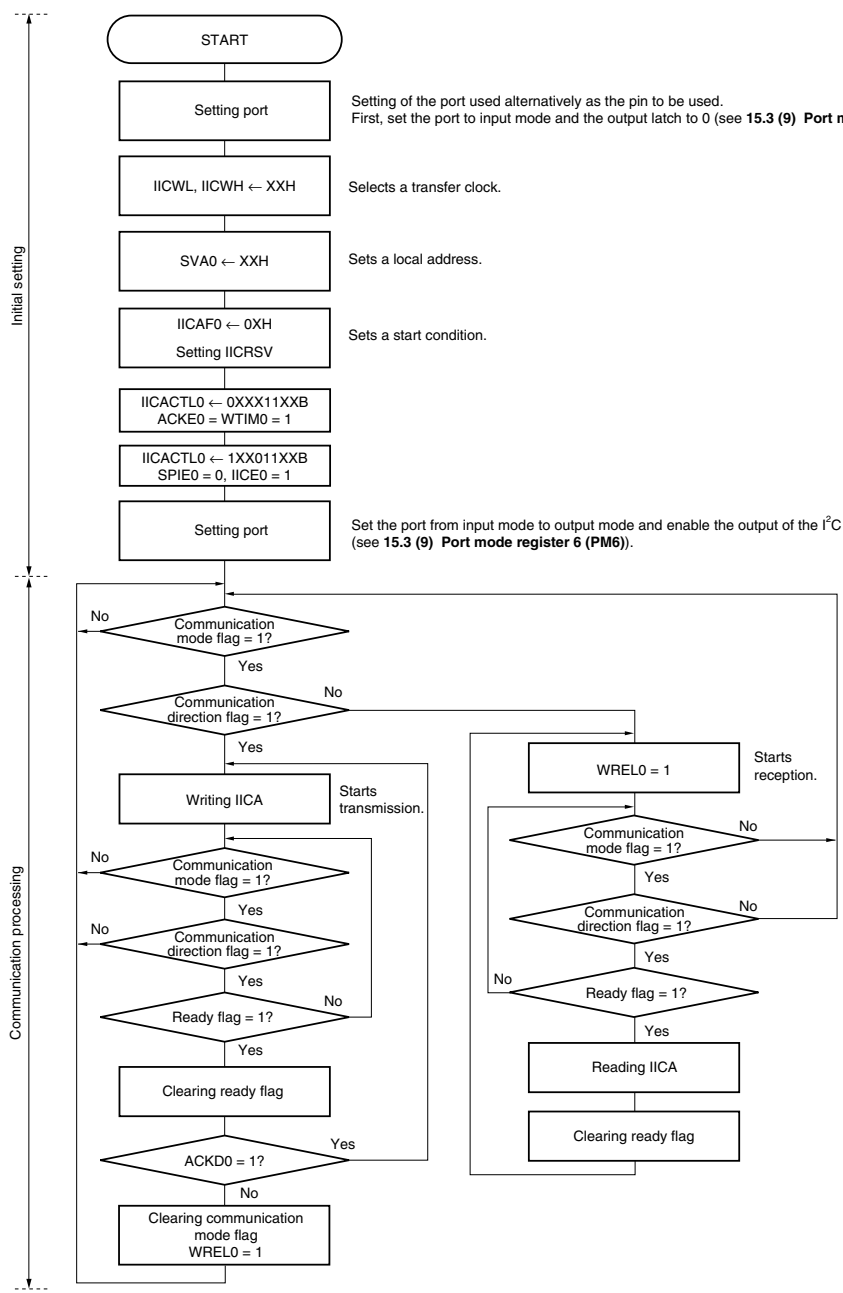 START
Setting port
Setting of the port used alternatively as the pin to be used.
First, set the port to input mode and the output latch to 0 (see 15.3 (9) Port m
IICWL, IICWH ← XXH
Selects a transfer clock.
SVA0 ← XXH
Sets a local address.
IICAF0 ← 0XH
Setting IICRSV
Sets a start condition.
IICACTL0 ← 0XXX11XXB
ACKE0 = WTIM0 = 1
IICACTL0 ← 1XX011XXB
SPIE0 = 0, IICE0 = 1
Setting port
Set the port from input mode to output mode and enable the output of the I²C
(see 15.3 (9) Port mode register 6 (PM6)).
Initial setting
Communication processing
No
Communication
mode flag = 1?
Yes
Communication
direction flag = 1?
No
Yes
Writing IICA
Starts
transmission.
No
Communication
mode flag = 1?
Yes
No
Communication
direction flag = 1?
Yes
Ready flag = 1?
No
Yes
Clearing ready flag
ACKD0 = 1?
Yes
No
Clearing communication
mode flag
WREL0 = 1
WREL0 = 1
Starts
reception.
Communication
mode flag = 1?
No
Yes
Communication
direction flag = 1?
No
Yes
No
Ready flag = 1?
Yes
Reading IICA
Clearing ready flag